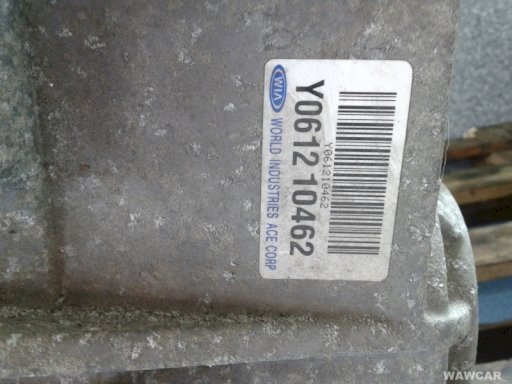 WIA
WORLD INDUSTRIES ACE CORP
Y0612 10462
Y061210462
WAWCAR